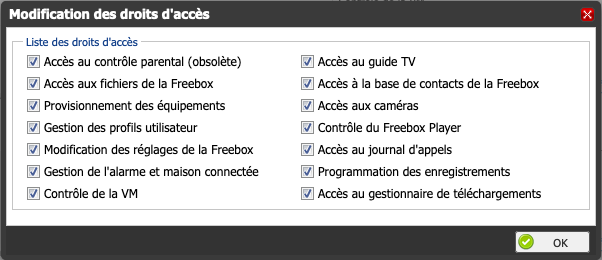 Modification des droits d'accès
Liste des droits d'accès
Accès au contrôle parental (obsolète)
Accès aux fichiers de la Freebox
Provisionnement des équipements
Gestion des profils utilisateur
Modification des réglages de la Freebox
Gestion de l'alarme et maison connectée
Contrôle de la VM
Accès au guide TV
Accès à la base de contacts de la Freebox
Accès aux caméras
Contrôle du Freebox Player
Accès au journal d'appels
Programmation des enregistrements
Accès au gestionnaire de téléchargements
OK